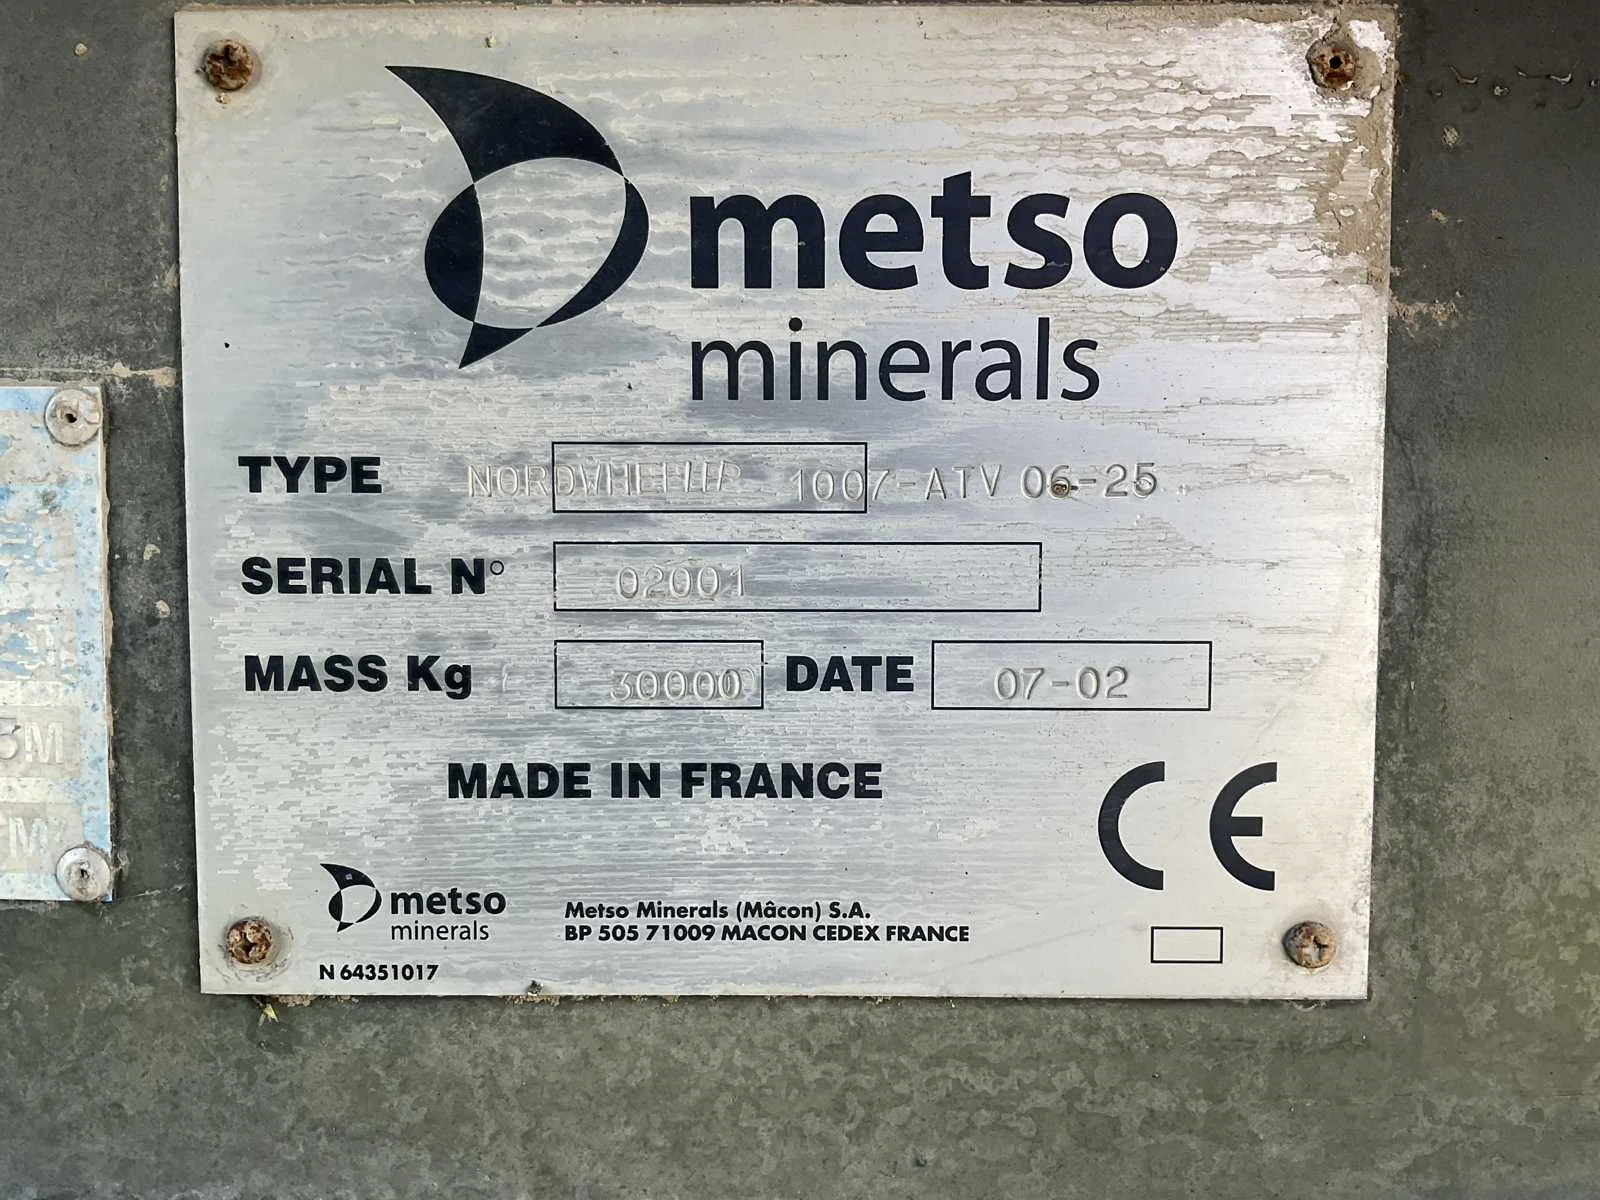 metso
minerals
TYPE 1007-ATV 06-25
SERIAL N° 02001
MASS Kg 30000 DATE 07-02
MADE IN FRANCE
CE
metso
minerals
Metso Minerals (Mâcon) S.A.
BP 505 71009 MACON CEDEX FRANCE
N 64351017
M
M²